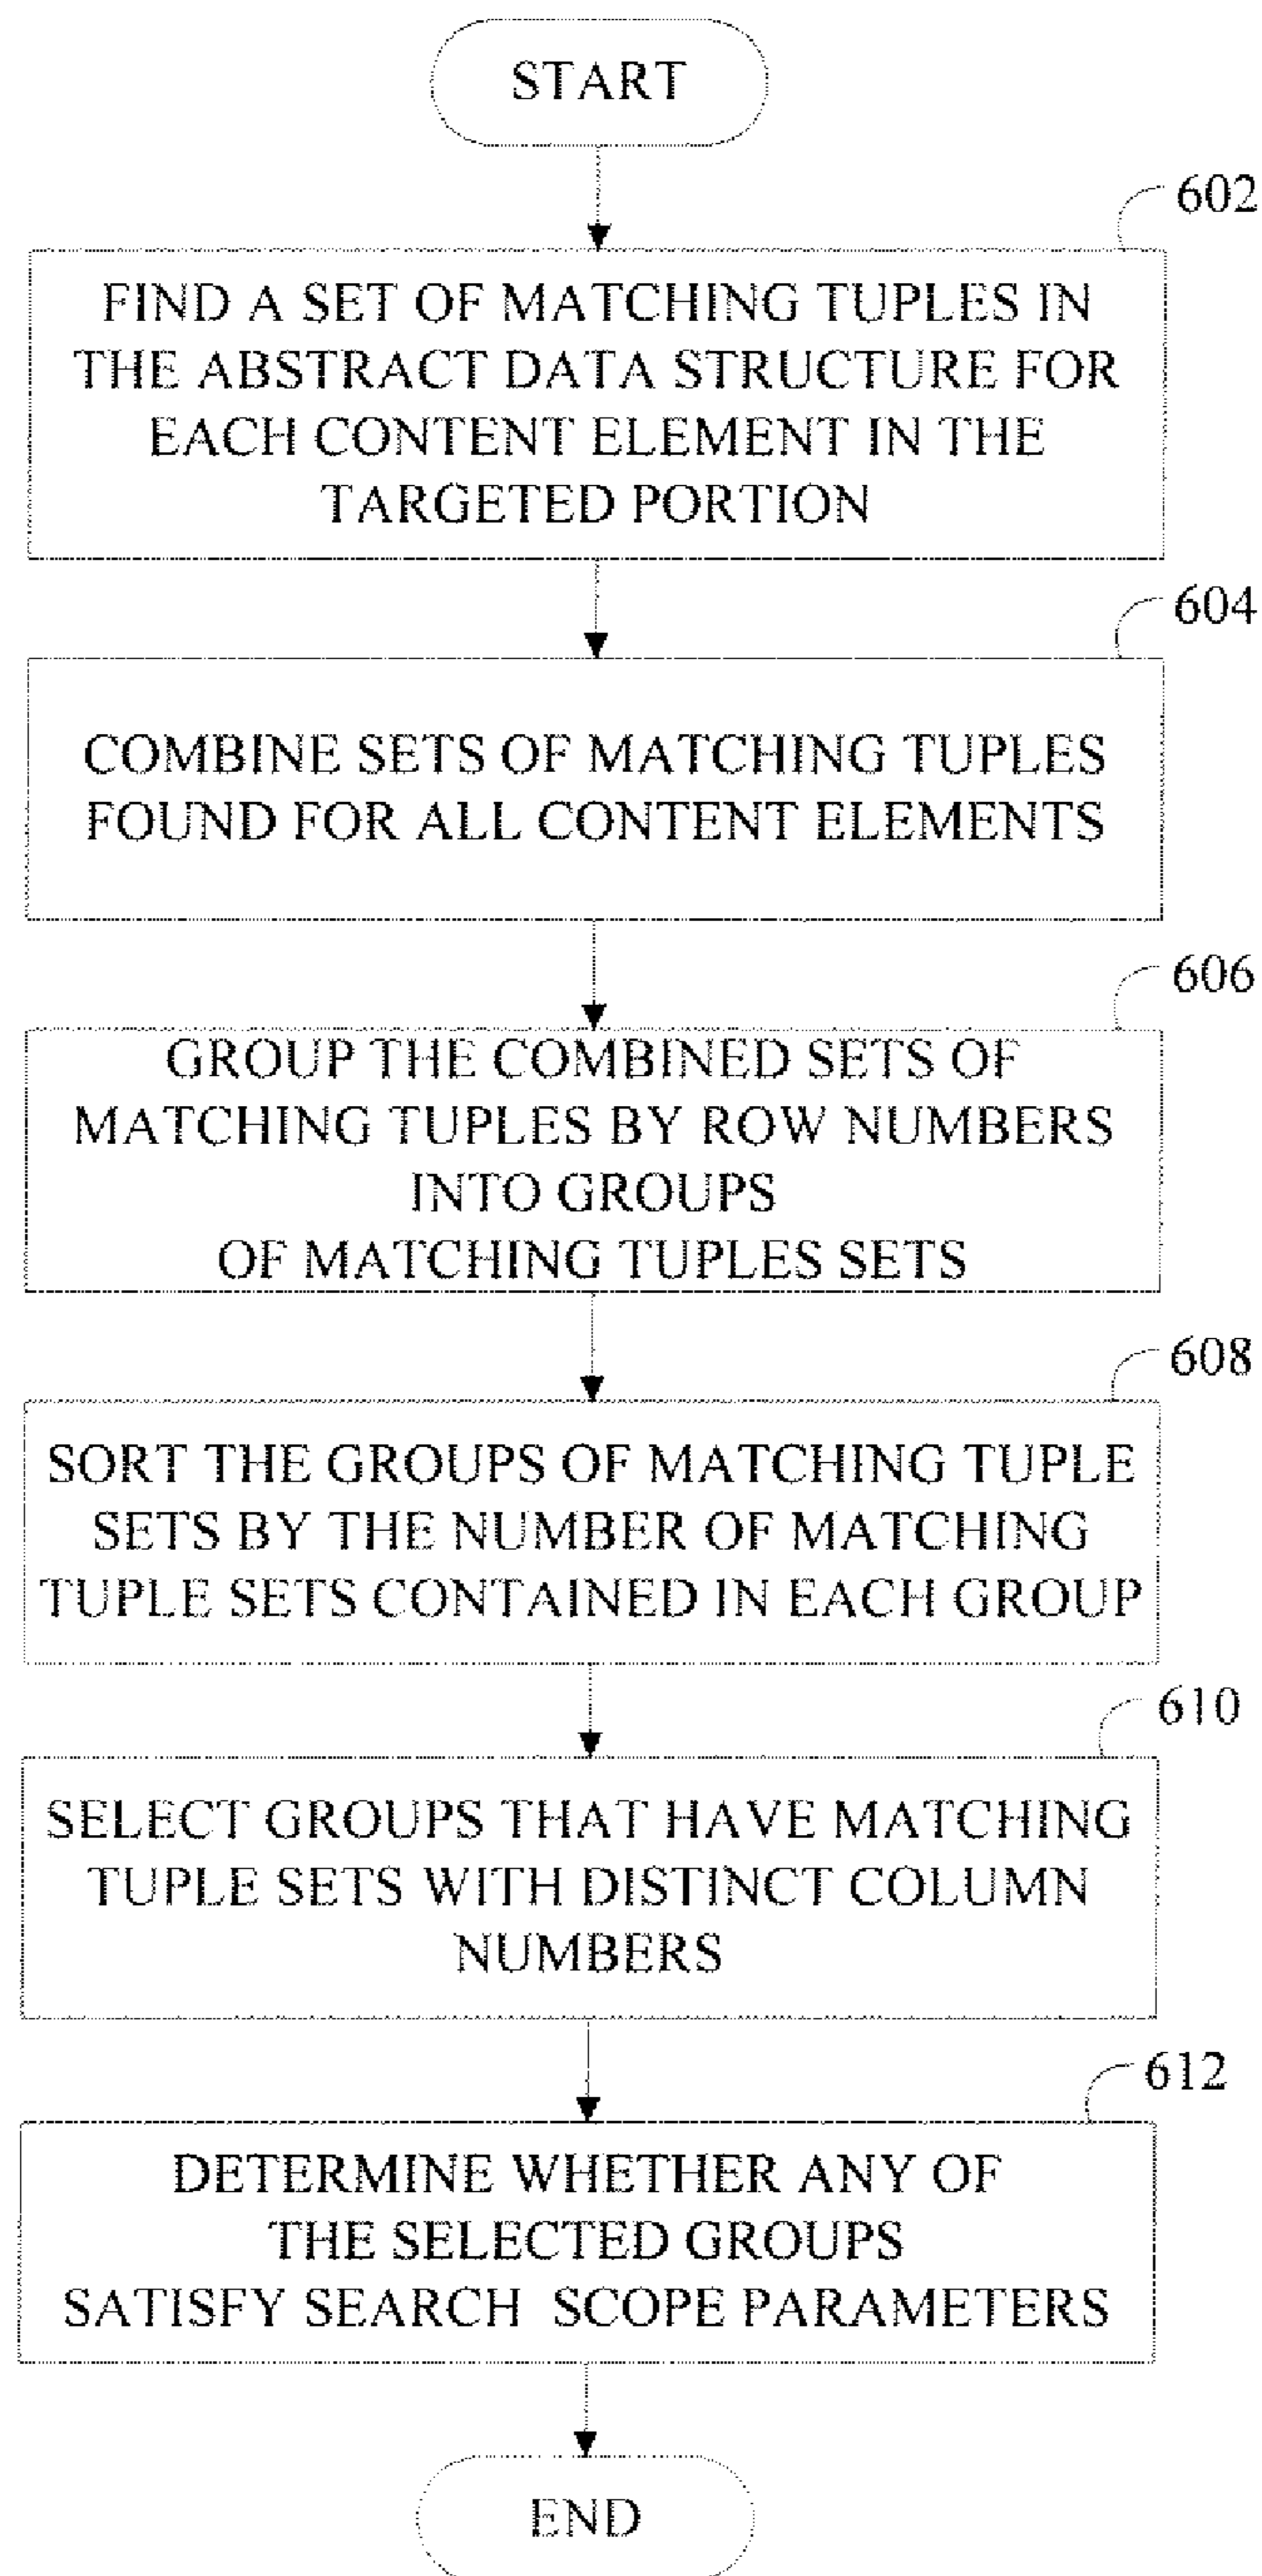 START
602
FIND A SET OF MATCHING TUPLES IN
THE ABSTRACT DATA STRUCTURE FOR
EACH CONTENT ELEMENT IN THE
TARGETED PORTION
604
COMBINE SETS OF MATCHING TUPLES
FOUND FOR ALL CONTENT ELEMENTS
606
GROUP THE COMBINED SETS OF
MATCHING TUPLES BY ROW NUMBERS
INTO GROUPS
OF MATCHING TUPLES SETS
608
SORT THE GROUPS OF MATCHING TUPLE
SETS BY THE NUMBER OF MATCHING
TUPLE SETS CONTAINED IN EACH GROUP
610
SELECT GROUPS THAT HAVE MATCHING
TUPLE SETS WITH DISTINCT COLUMN
NUMBERS
612
DETERMINE WHETHER ANY OF
THE SELECTED GROUPS
SATISFY SEARCH SCOPE PARAMETERS
END